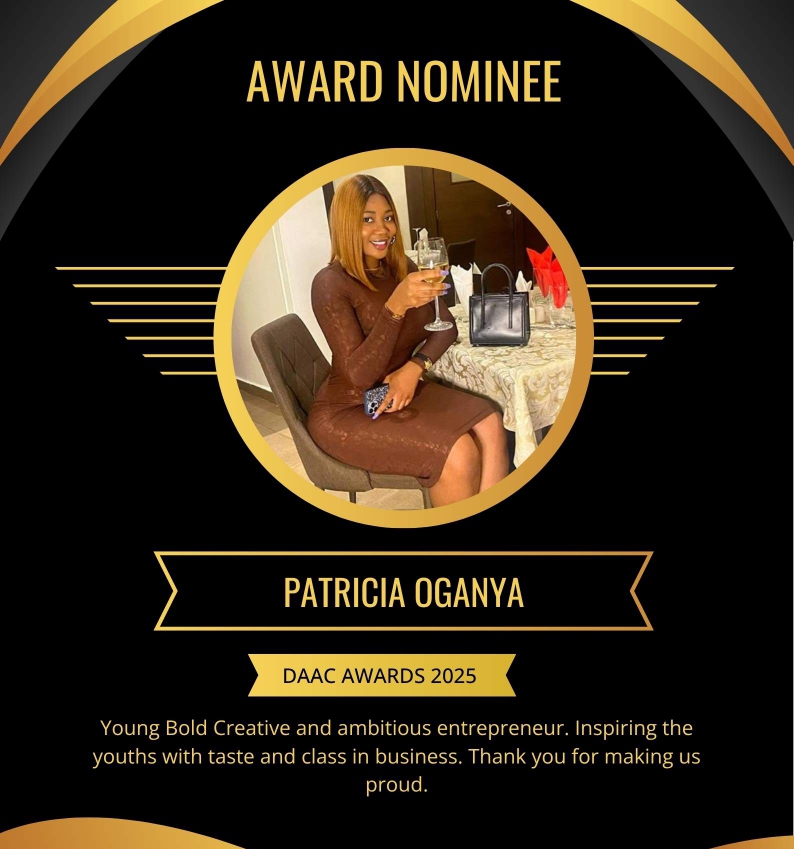 AWARD NOMINEE
PATRICIA OGANYA
DAAC AWARDS 2025
Young Bold Creative and ambitious entrepreneur. Inspiring the
youths with taste and class in business. Thank you for making us
proud.